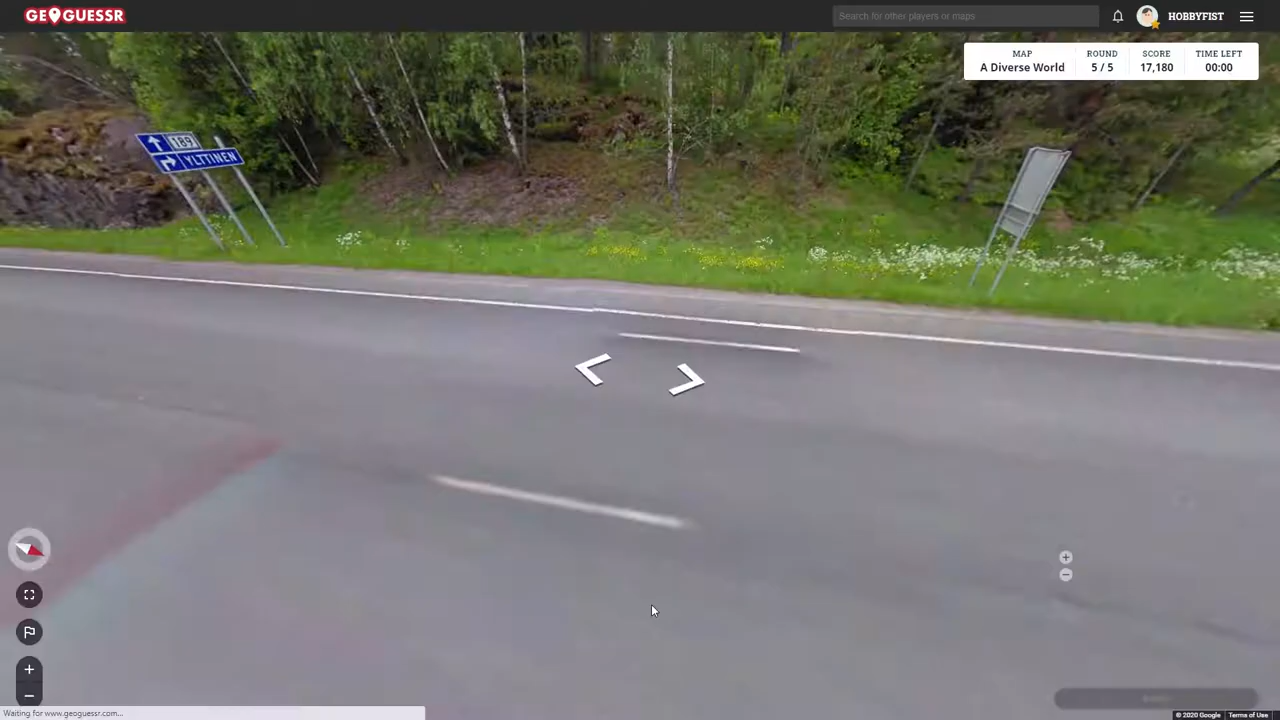 GEOGUESSR
Search for other players or maps
HOBBYFIST
MAP
A Diverse World
ROUND
5 / 5
SCORE
17,180
TIME LEFT
00:00
189
YLTTINEN
Waiting for www.geoguessr.com...
© 2020 Google
Terms of Use